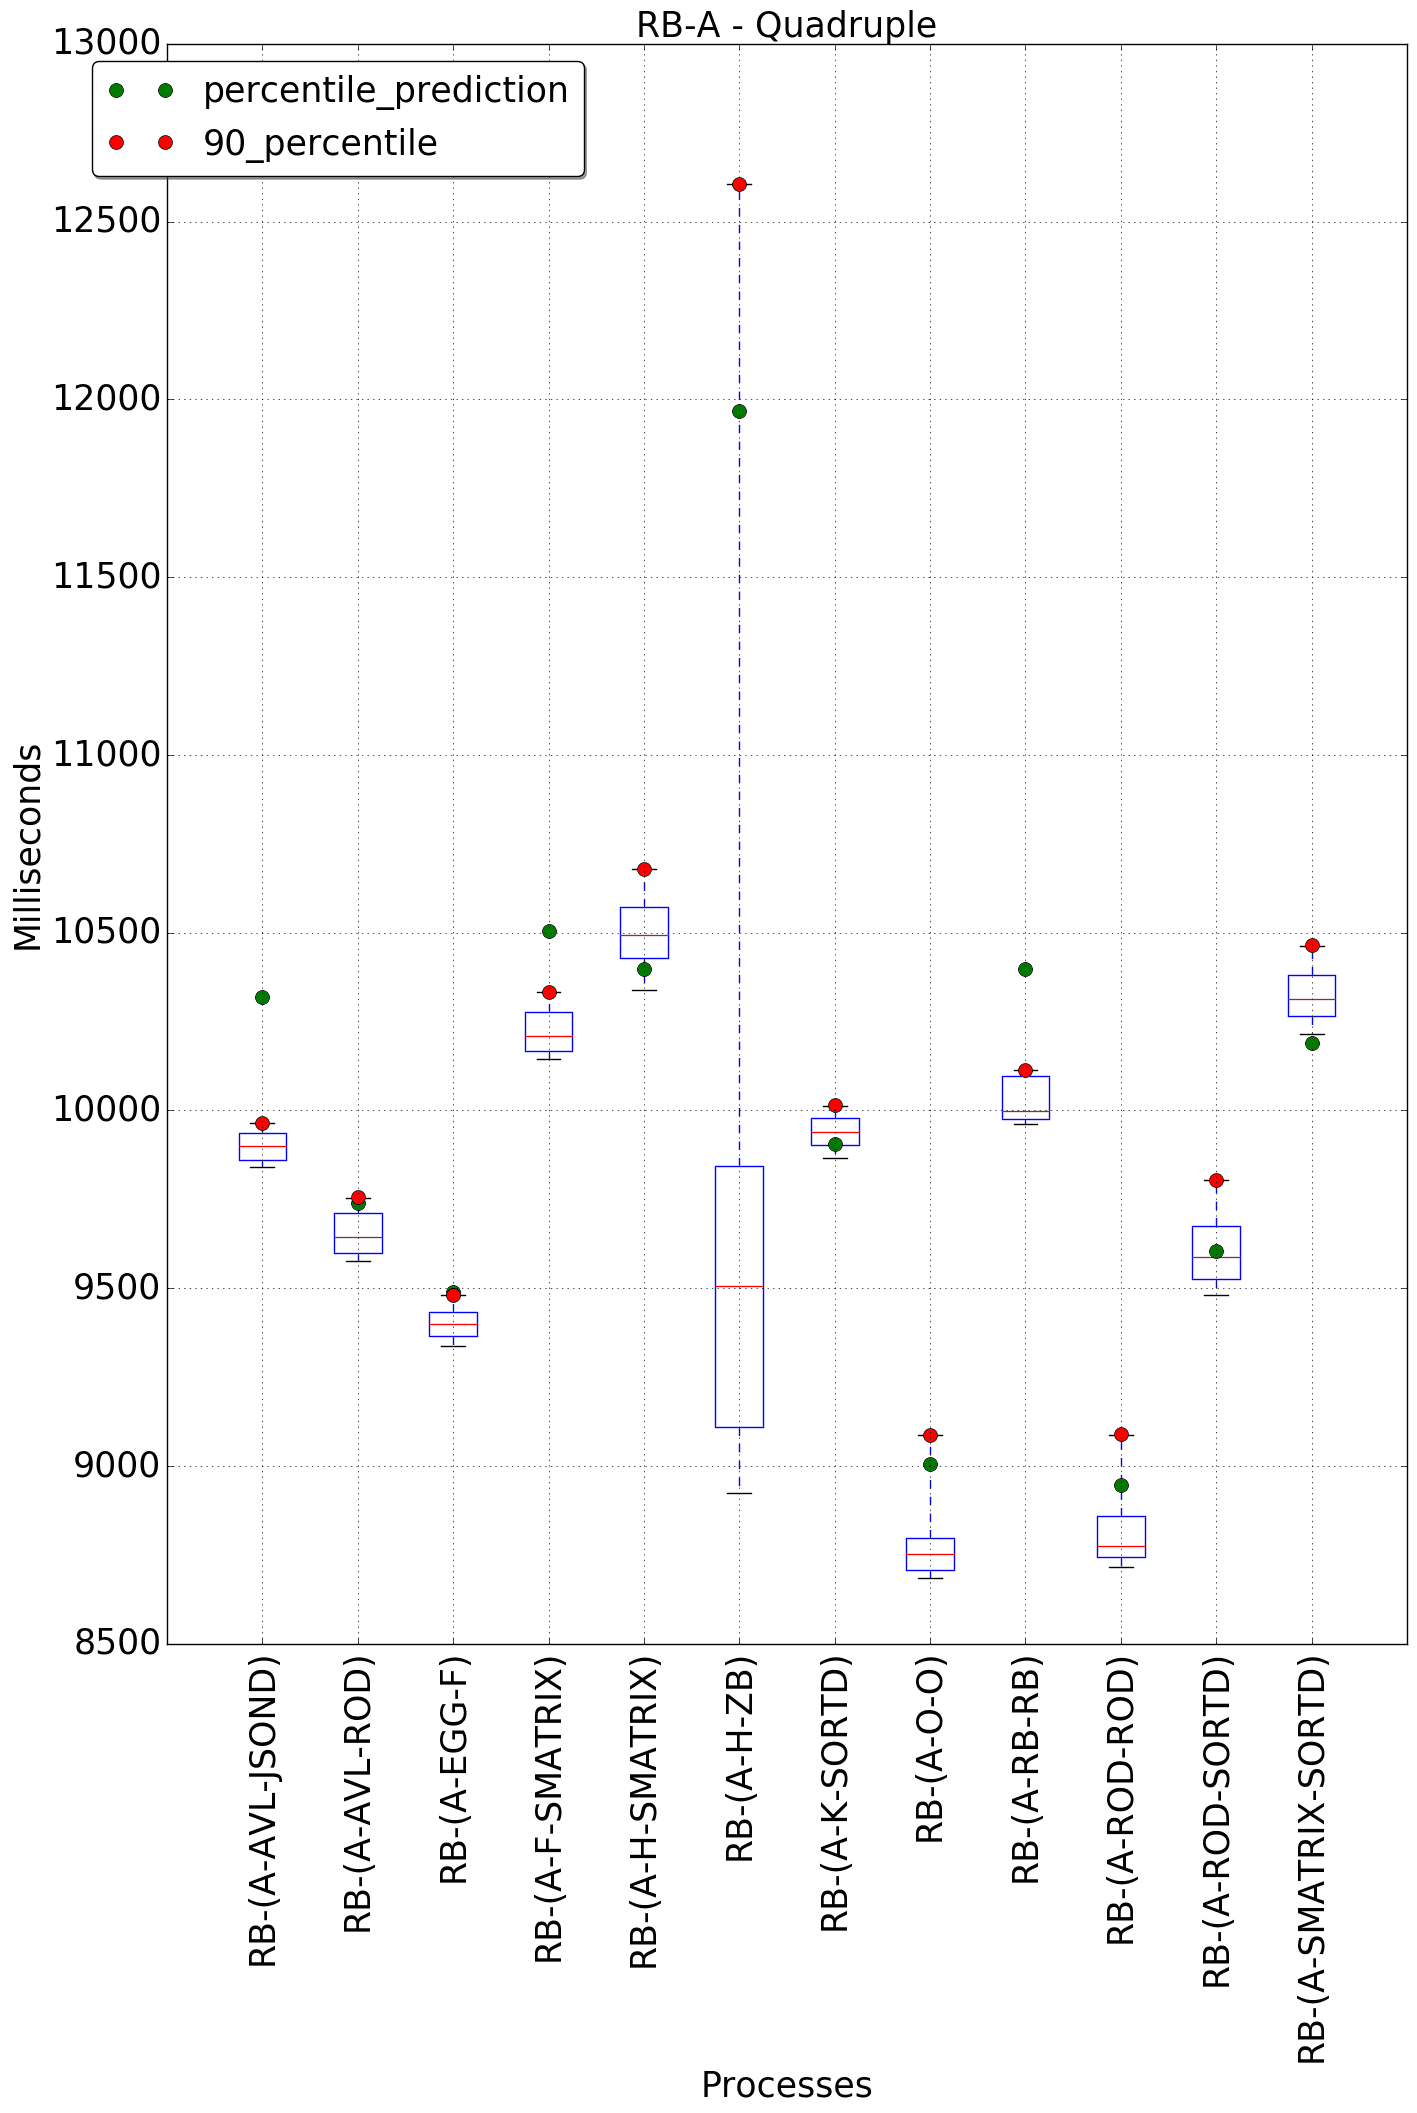 RB-A - Quadruple
percentile_prediction
90_percentile
13000
12500
12000
11500
11000
10500
10000
9500
9000
8500
Milliseconds
RB-(A-AVL-JSOND)
RB-(A-AVL-ROD)
RB-(A-EGG-F)
RB-(A-F-SMATRIX)
RB-(A-H-SMATRIX)
RB-(A-H-ZB)
RB-(A-K-SORTD)
RB-(A-O-O)
RB-(A-RB-RB)
RB-(A-ROD-ROD)
RB-(A-ROD-SORTD)
RB-(A-SMATRIX-SORTD)
Processes